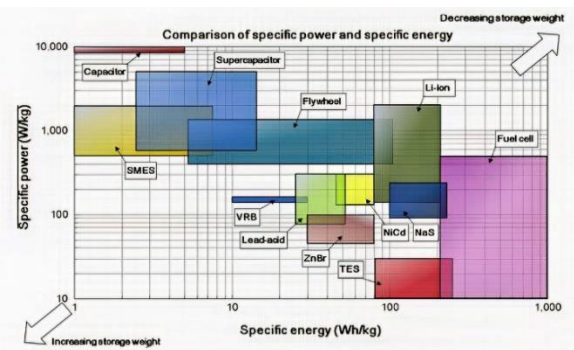 Decreasing storage weight
Comparison of specific power and specific energy
10.000
Capacitor
Supercapacitor
Li-ion
Flywheel
1,000
Fuel cell
SMES
Specific power (W/kg)
VRB
100
Lead-acid
NiCd
NaS
ZnBr
TES
10
1
10
100
1,000
Specific energy (Wh/kg)
Increasing storage weight